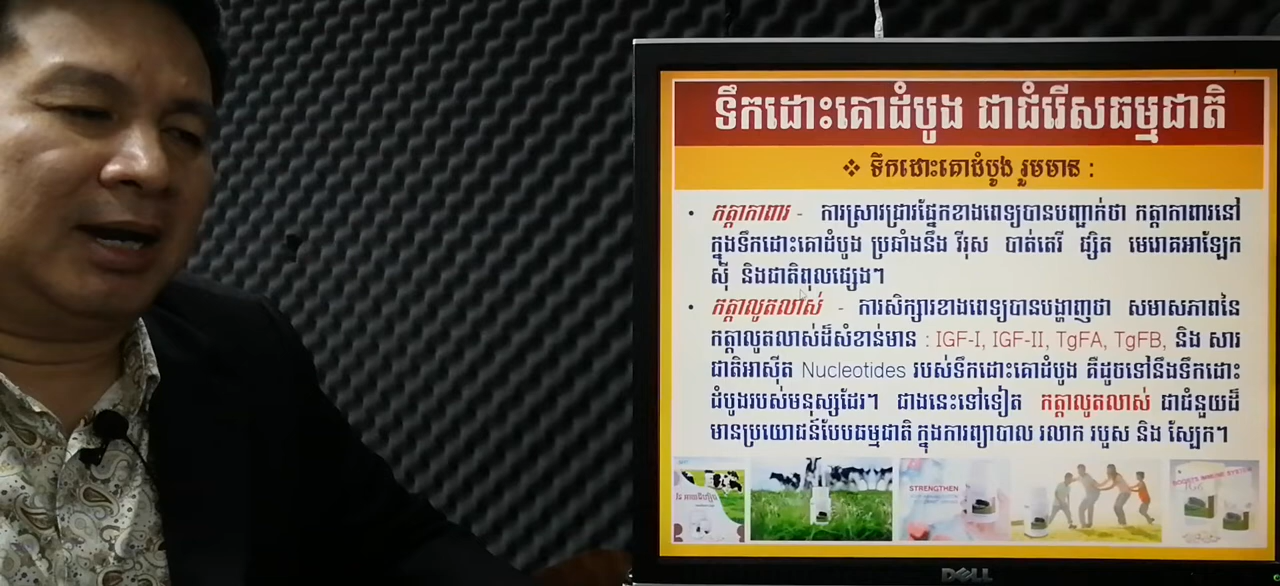 ទឹកដោះគោដំបូង ជាជំរើសធម្មជាតិ
❖ ទឹកដោះគោដំបូង រួមមាន :
• កត្តាការពារ - ការស្រាវជ្រាវផ្នែកខាងពេទ្យបានបញ្ជាក់ថា កត្តាការពារនៅ
ក្នុងទឹកដោះគោដំបូង ប្រឆាំងនឹង វីរុស បាត់តេរី ផ្សិត មេរោគអាឡែក
ស៊ី និងជាតិពុលផ្សេងៗ
• កត្តាលូតលាស់ - ការសិក្សាខាងពេទ្យបានបង្ហាញថា សមាសភាពនៃ
កត្តាលូតលាស់ដ៏សំខាន់មាន : IGF-I, IGF-II, TgFA, TgFB, និង សារ
ជាតិអាស៊ីត Nucleotides របស់ទឹកដោះគោដំបូង គឺដូចទៅនឹងទឹកដោះ
ដំបូងរបស់មនុស្សដែរ។ ជាងនេះទៅទៀត កត្តាលូតលាស់ ជាជំនួយដ៏
មានប្រយោជន៍បែបធម្មជាតិ ក្នុងការព្យាបាល រលាក របួស និង ស្បែក។
STRENGTHEN
BOOSTS IMMUNE SYSTEM
DELL